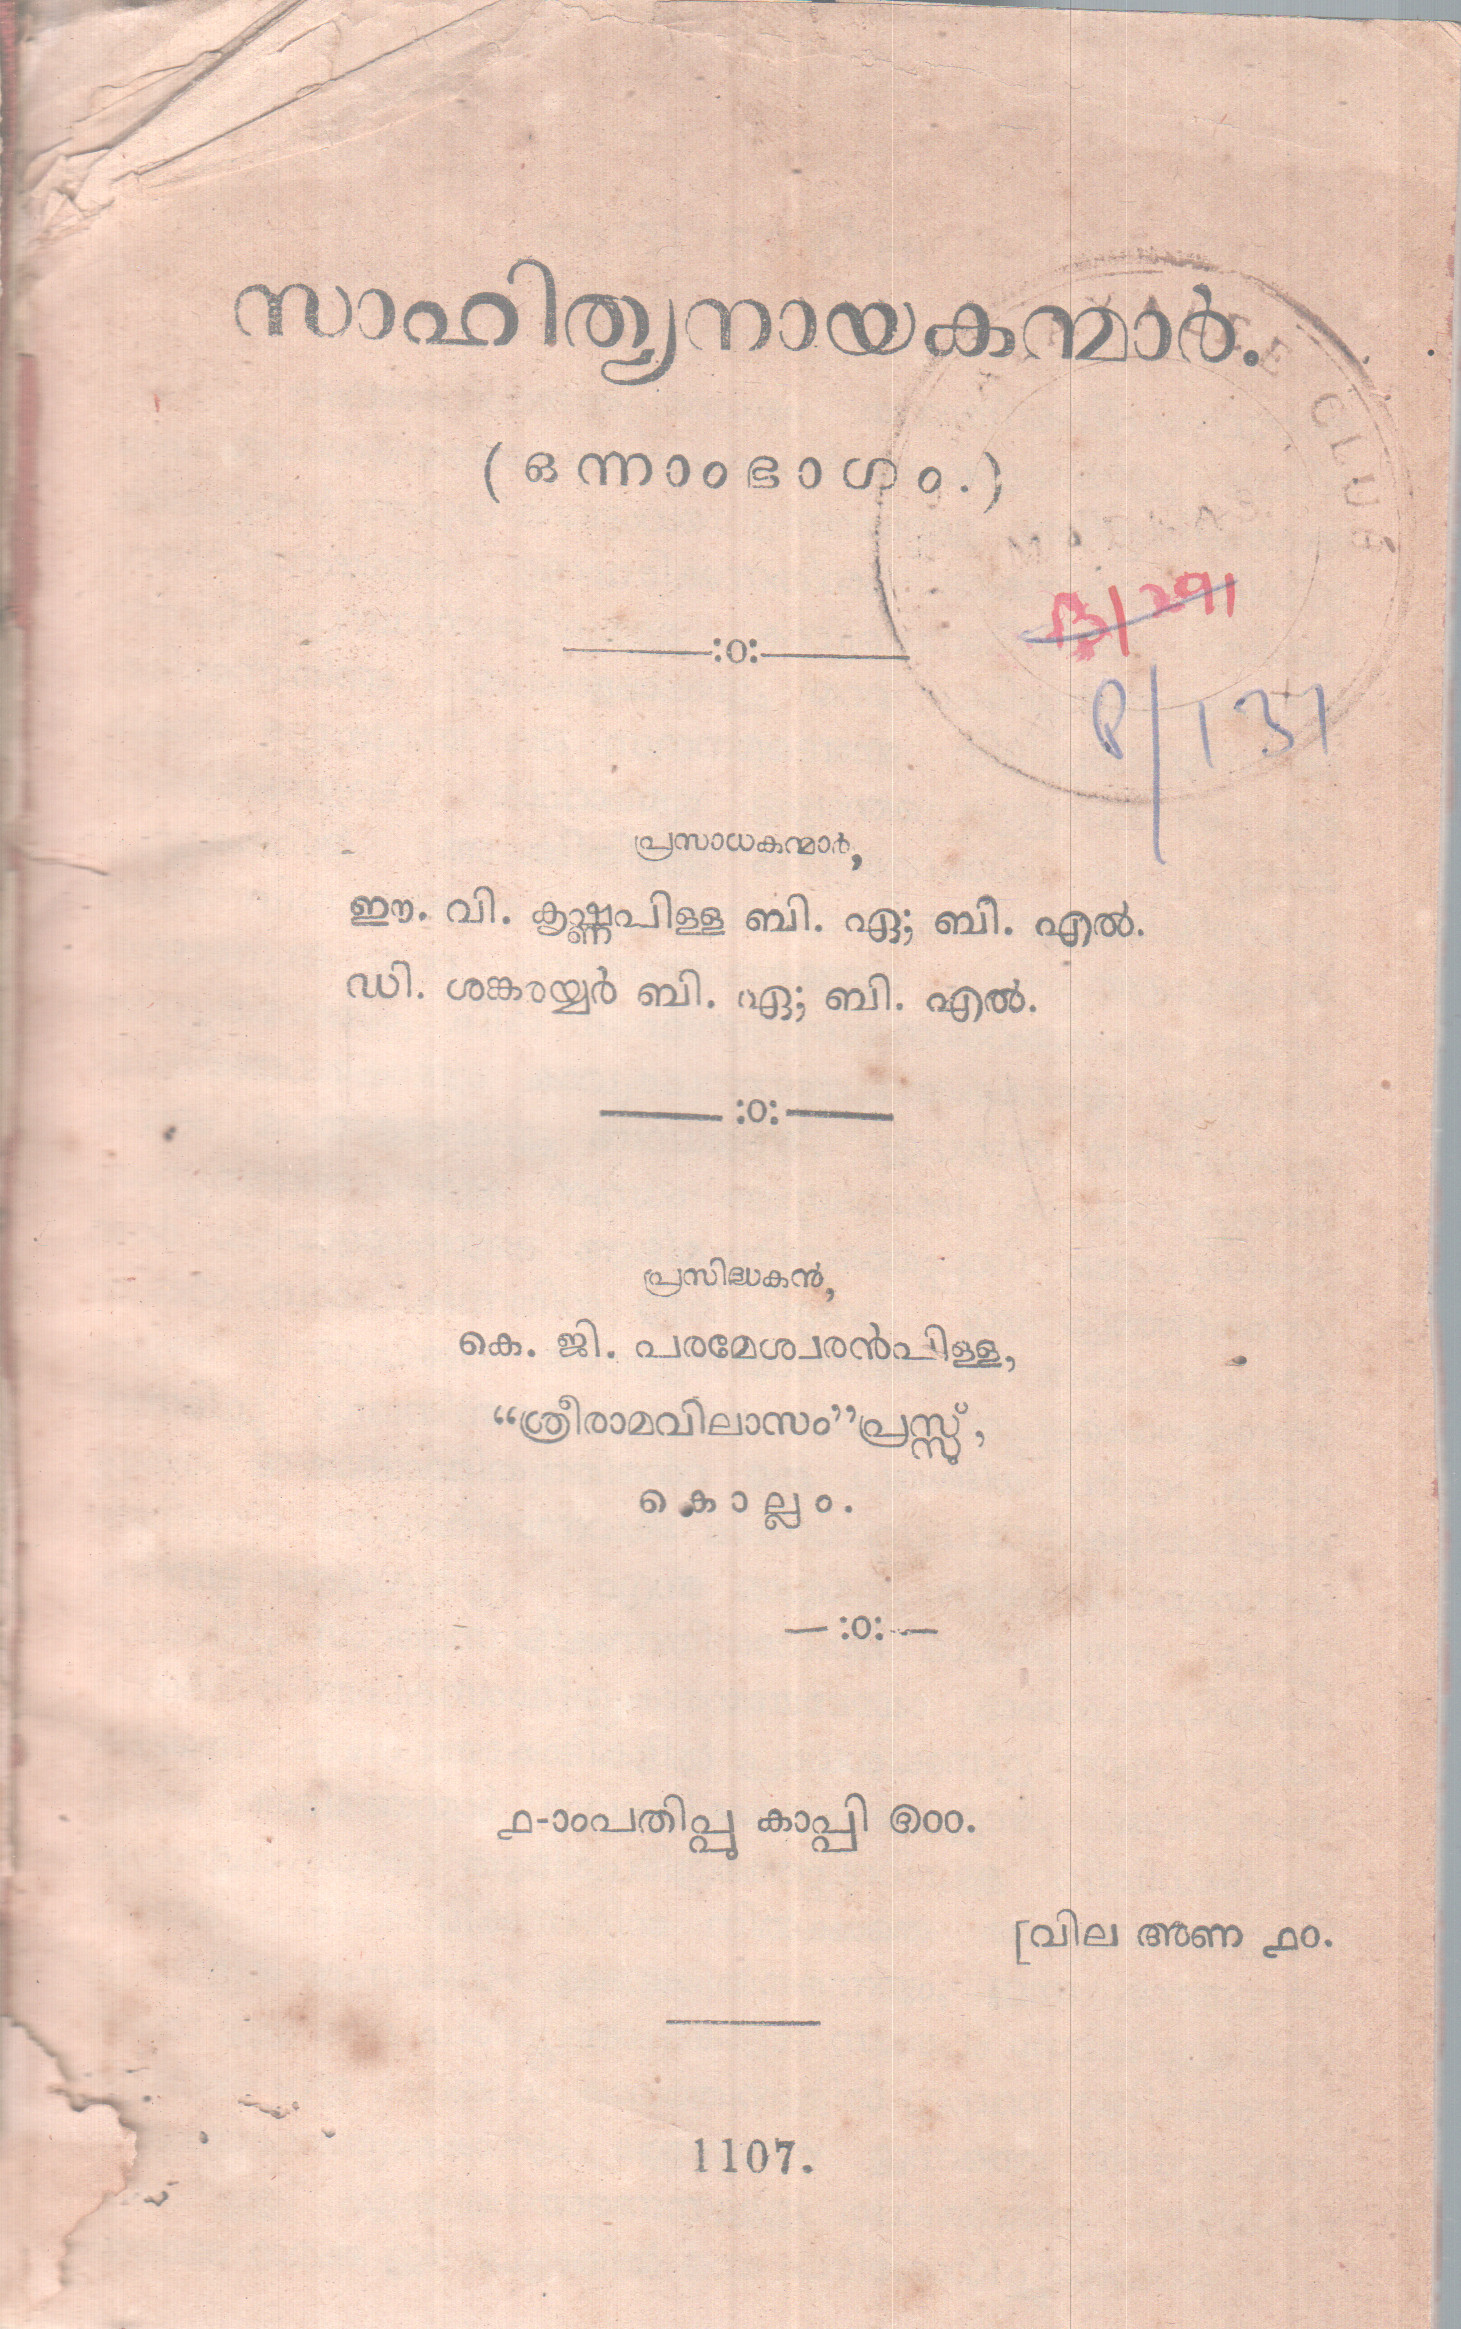 സാഹിത്യനായകന്മാർ.
(ഒന്നാംഭാഗം.)
CLUB
MADRAS
B/291
P/131
പ്രസാധകന്മാർ,
ഈ. വി. കൃഷ്ണപിള്ള ബി. ഏ; ബി. എൽ.
ഡി. ശങ്കരയ്യർ ബി. ഏ; ബി. എൽ.
പ്രസിദ്ധകൻ,
കെ. ജി. പരമേശ്വരൻപിള്ള,
“ശ്രീരാമവിലാസം” പ്രസ്സ്,
കൊല്ലം.
൧-ാംപതിപ്പു കാപ്പി ൫൦൦.
[വില അണ ൧൦.
1107.